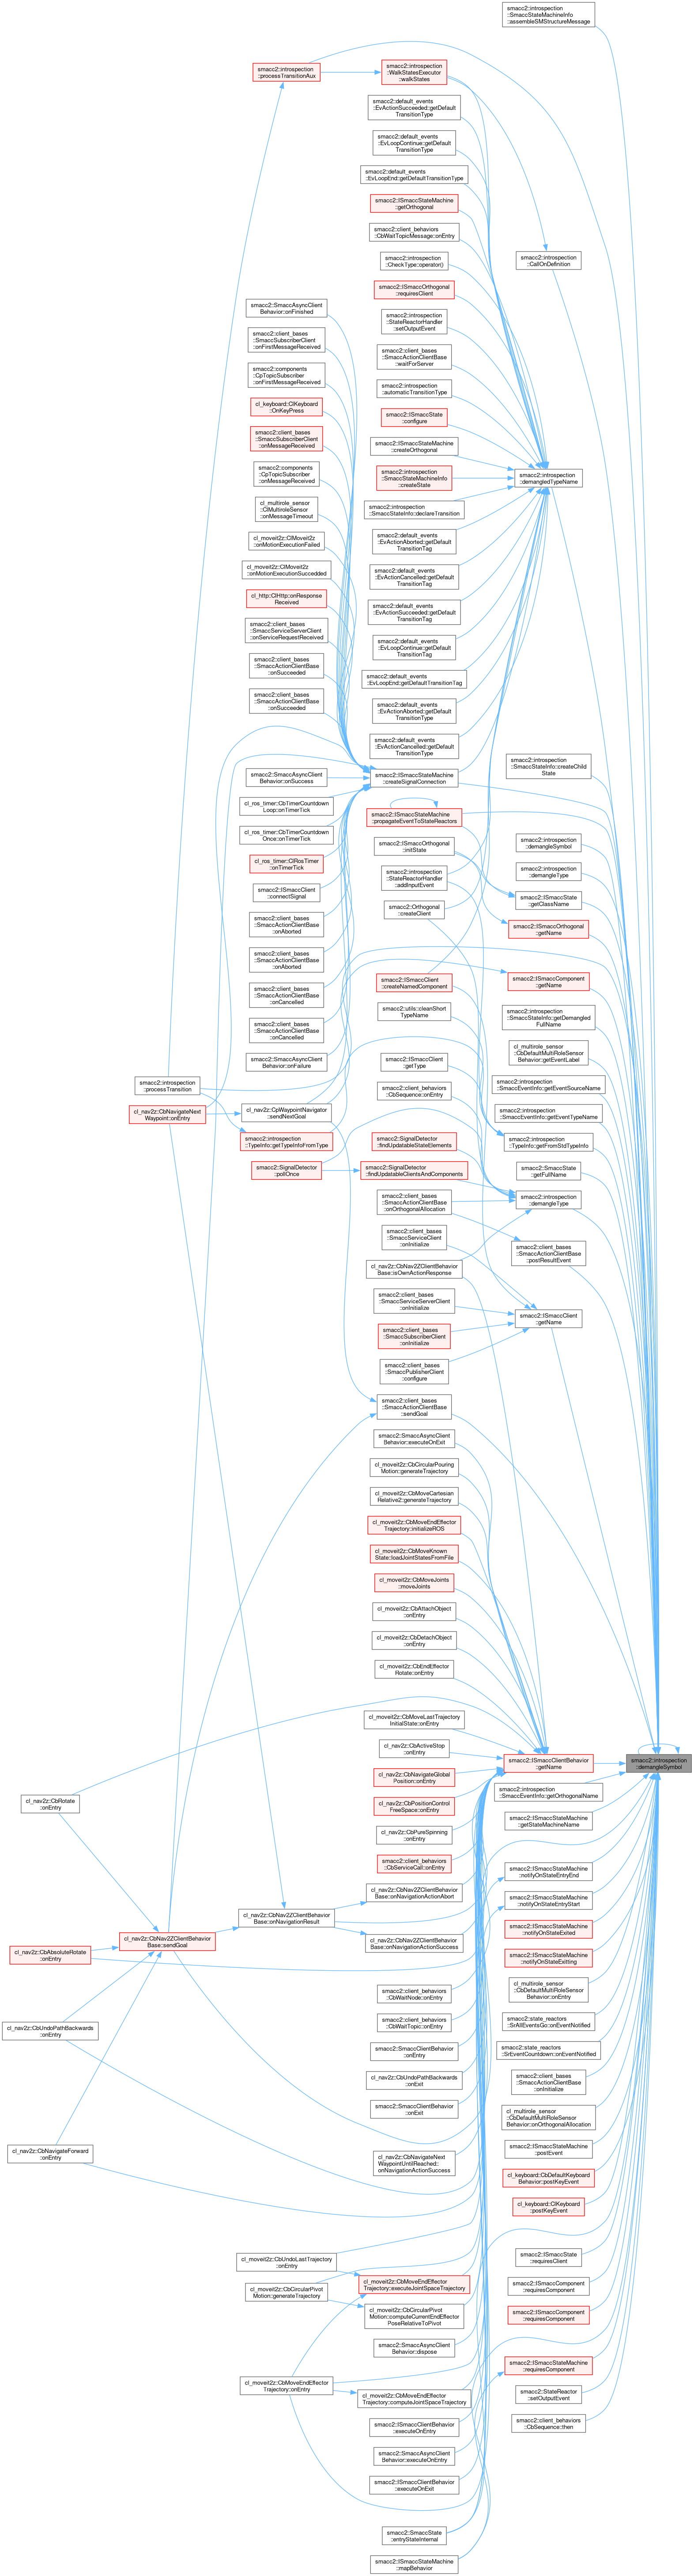 smacc2::introspection
::SmaccStateMachineInfo
::assembleSMStructureMessage
smacc2::introspection
::processTransitionAux
smacc2::introspection
::WalkStatesExecutor
::walkStates
smacc2::default_events
::EvActionSucceeded::getDefault
TransitionType
smacc2::default_events
::EvLoopContinue::getDefault
TransitionType
smacc2::default_events
::EvLoopEnd::getDefaultTransitionType
smacc2::ISmaccStateMachine
::getOrthogonal
smacc2::client_behaviors
::CbWaitTopicMessage::onEntry
smacc2::introspection
::CheckType::operator()
smacc2::introspection
::CallOnDefinition
smacc2::ISmaccOrthogonal
::requiresClient
smacc2::SmaccAsyncClient
Behavior::onFinished
smacc2::introspection
::StateReactorHandler
::setOutputEvent
smacc2::client_bases
::SmaccSubscriberClient
::onFirstMessageReceived
smacc2::client_bases
::SmaccActionClientBase
::waitForServer
smacc2::components
::CpTopicSubscriber
::onFirstMessageReceived
smacc2::introspection
::automaticTransitionType
cl_keyboard::ClKeyboard
::OnKeyPress
smacc2::ISmaccState
::configure
smacc2::client_bases
::SmaccSubscriberClient
::onMessageReceived
smacc2::ISmaccStateMachine
::createOrthogonal
smacc2::components
::CpTopicSubscriber
::onMessageReceived
smacc2::introspection
::SmaccStateMachineInfo
::createState
smacc2::introspection
::demangledTypeName
cl_multirole_sensor
::ClMultiroleSensor
::onMessageTimeout
smacc2::introspection
::SmaccStateInfo::declareTransition
cl_moveit2z::ClMoveit2z
::onMotionExecutionFailed
smacc2::default_events
::EvActionAborted::getDefault
TransitionTag
cl_moveit2z::ClMoveit2z
::onMotionExecutionSuccedded
smacc2::default_events
::EvActionCancelled::getDefault
TransitionTag
cl_http::ClHttp::onResponse
Received
smacc2::default_events
::EvActionSucceeded::getDefault
TransitionTag
smacc2::client_bases
::SmaccServiceServerClient
::onServiceRequestReceived
smacc2::default_events
::EvLoopContinue::getDefault
TransitionTag
smacc2::client_bases
::SmaccActionClientBase
::onSucceeded
smacc2::default_events
::EvLoopEnd::getDefaultTransitionTag
smacc2::client_bases
::SmaccActionClientBase
::onSucceeded
smacc2::default_events
::EvActionAborted::getDefault
TransitionType
smacc2::default_events
::EvActionCancelled::getDefault
TransitionType
smacc2::introspection
::SmaccStateInfo::createChild
State
smacc2::SmaccAsyncClient
Behavior::onSuccess
smacc2::ISmaccStateMachine
::createSignalConnection
cl_ros_timer::CbTimerCountdown
Loop::onTimerTick
smacc2::ISmaccStateMachine
::propagateEventToStateReactors
cl_ros_timer::CbTimerCountdown
Once::onTimerTick
smacc2::ISmaccOrthogonal
::initState
smacc2::introspection
::demangleSymbol
cl_ros_timer::ClRosTimer
::onTimerTick
smacc2::introspection
::StateReactorHandler
::addInputEvent
smacc2::introspection
::demangleType
smacc2::ISmaccClient
::connectSignal
smacc2::ISmaccState
::getClassName
smacc2::Orthogonal
::createClient
smacc2::client_bases
::SmaccActionClientBase
::onAborted
smacc2::ISmaccOrthogonal
::getName
smacc2::client_bases
::SmaccActionClientBase
::onAborted
smacc2::ISmaccClient
::createNamedComponent
smacc2::ISmaccComponent
::getName
smacc2::client_bases
::SmaccActionClientBase
::onCancelled
smacc2::utils::cleanShort
TypeName
smacc2::introspection
::SmaccStateInfo::getDemangled
FullName
smacc2::client_bases
::SmaccActionClientBase
::onCancelled
cl_multirole_sensor
::CbDefaultMultiRoleSensor
Behavior::getEventLabel
smacc2::SmaccAsyncClient
Behavior::onFailure
smacc2::ISmaccClient
::getType
smacc2::introspection
::SmaccEventInfo::getEventSourceName
smacc2::introspection
::processTransition
smacc2::client_behaviors
::CbSequence::onEntry
cl_nav2z::CbNavigateNext
Waypoint::onEntry
cl_nav2z::CpWaypointNavigator
::sendNextGoal
smacc2::introspection
::SmaccEventInfo::getEventTypeName
smacc2::introspection
::TypeInfo::getTypeInfoFromType
smacc2::SignalDetector
::findUpdatableStateElements
smacc2::introspection
::TypeInfo::getFromStdTypeInfo
smacc2::SignalDetector
::pollOnce
smacc2::SignalDetector
::findUpdatableClientsAndComponents
smacc2::SmaccState
::getFullName
smacc2::client_bases
::SmaccActionClientBase
::onOrthogonalAllocation
smacc2::introspection
::demangleType
smacc2::client_bases
::SmaccServiceClient
::onInitialize
smacc2::client_bases
::SmaccActionClientBase
::postResultEvent
cl_nav2z::CbNav2ZClientBehavior
Base::isOwnActionResponse
smacc2::client_bases
::SmaccServiceServerClient
::onInitialize
smacc2::ISmaccClient
::getName
smacc2::client_bases
::SmaccSubscriberClient
::onInitialize
smacc2::client_bases
::SmaccPublisherClient
::configure
smacc2::client_bases
::SmaccActionClientBase
::sendGoal
smacc2::SmaccAsyncClient
Behavior::executeOnExit
cl_moveit2z::CbCircularPouring
Motion::generateTrajectory
cl_moveit2z::CbMoveCartesian
Relative2::generateTrajectory
cl_moveit2z::CbMoveEndEffector
Trajectory::initializeROS
cl_moveit2z::CbMoveKnown
State::loadJointStatesFromFile
cl_moveit2z::CbMoveJoints
::moveJoints
cl_moveit2z::CbAttachObject
::onEntry
cl_moveit2z::CbDetachObject
::onEntry
cl_moveit2z::CbEndEffector
Rotate::onEntry
cl_moveit2z::CbMoveLastTrajectory
InitialState::onEntry
cl_nav2z::CbActiveStop
::onEntry
smacc2::ISmaccClientBehavior
::getName
smacc2::introspection
::demangleSymbol
cl_nav2z::CbNavigateGlobal
Position::onEntry
smacc2::introspection
::SmaccEventInfo::getOrthogonalName
cl_nav2z::CbRotate
::onEntry
cl_nav2z::CbPositionControl
FreeSpace::onEntry
smacc2::ISmaccStateMachine
::getStateMachineName
cl_nav2z::CbPureSpinning
::onEntry
smacc2::client_behaviors
::CbServiceCall::onEntry
smacc2::ISmaccStateMachine
::notifyOnStateEntryEnd
cl_nav2z::CbNav2ZClientBehavior
Base::onNavigationActionAbort
smacc2::ISmaccStateMachine
::notifyOnStateEntryStart
cl_nav2z::CbNav2ZClientBehavior
Base::onNavigationResult
smacc2::ISmaccStateMachine
::notifyOnStateExited
cl_nav2z::CbNav2ZClientBehavior
Base::sendGoal
cl_nav2z::CbNav2ZClientBehavior
Base::onNavigationActionSuccess
cl_nav2z::CbAbsoluteRotate
::onEntry
smacc2::ISmaccStateMachine
::notifyOnStateExitting
smacc2::client_behaviors
::CbWaitNode::onEntry
cl_multirole_sensor
::CbDefaultMultiRoleSensor
Behavior::onEntry
smacc2::client_behaviors
::CbWaitTopic::onEntry
smacc2::state_reactors
::SrAllEventsGo::onEventNotified
cl_nav2z::CbUndoPathBackwards
::onEntry
smacc2::SmaccClientBehavior
::onEntry
smacc2::state_reactors
::SrEventCountdown::onEventNotified
cl_nav2z::CbUndoPathBackwards
::onExit
smacc2::client_bases
::SmaccActionClientBase
::onInitialize
smacc2::SmaccClientBehavior
::onExit
cl_multirole_sensor
::CbDefaultMultiRoleSensor
Behavior::onOrthogonalAllocation
cl_nav2z::CbNavigateForward
::onEntry
cl_nav2z::CbNavigateNext
WaypointUntilReached::
onNavigationActionSuccess
smacc2::ISmaccStateMachine
::postEvent
cl_keyboard::CbDefaultKeyboard
Behavior::postKeyEvent
cl_keyboard::ClKeyboard
::postKeyEvent
cl_moveit2z::CbUndoLastTrajectory
::onEntry
smacc2::ISmaccState
::requiresClient
cl_moveit2z::CbMoveEndEffector
Trajectory::executeJointSpaceTrajectory
smacc2::ISmaccComponent
::requiresComponent
cl_moveit2z::CbCircularPivot
Motion::generateTrajectory
cl_moveit2z::CbCircularPivot
Motion::computeCurrentEndEffector
PoseRelativeToPivot
smacc2::ISmaccComponent
::requiresComponent
smacc2::SmaccAsyncClient
Behavior::dispose
smacc2::ISmaccStateMachine
::requiresComponent
cl_moveit2z::CbMoveEndEffector
Trajectory::onEntry
cl_moveit2z::CbMoveEndEffector
Trajectory::computeJointSpaceTrajectory
smacc2::StateReactor
::setOutputEvent
smacc2::ISmaccClientBehavior
::executeOnEntry
smacc2::client_behaviors
::CbSequence::then
smacc2::SmaccAsyncClient
Behavior::executeOnEntry
smacc2::ISmaccClientBehavior
::executeOnExit
smacc2::SmaccState
::entryStateInternal
smacc2::ISmaccStateMachine
::mapBehavior